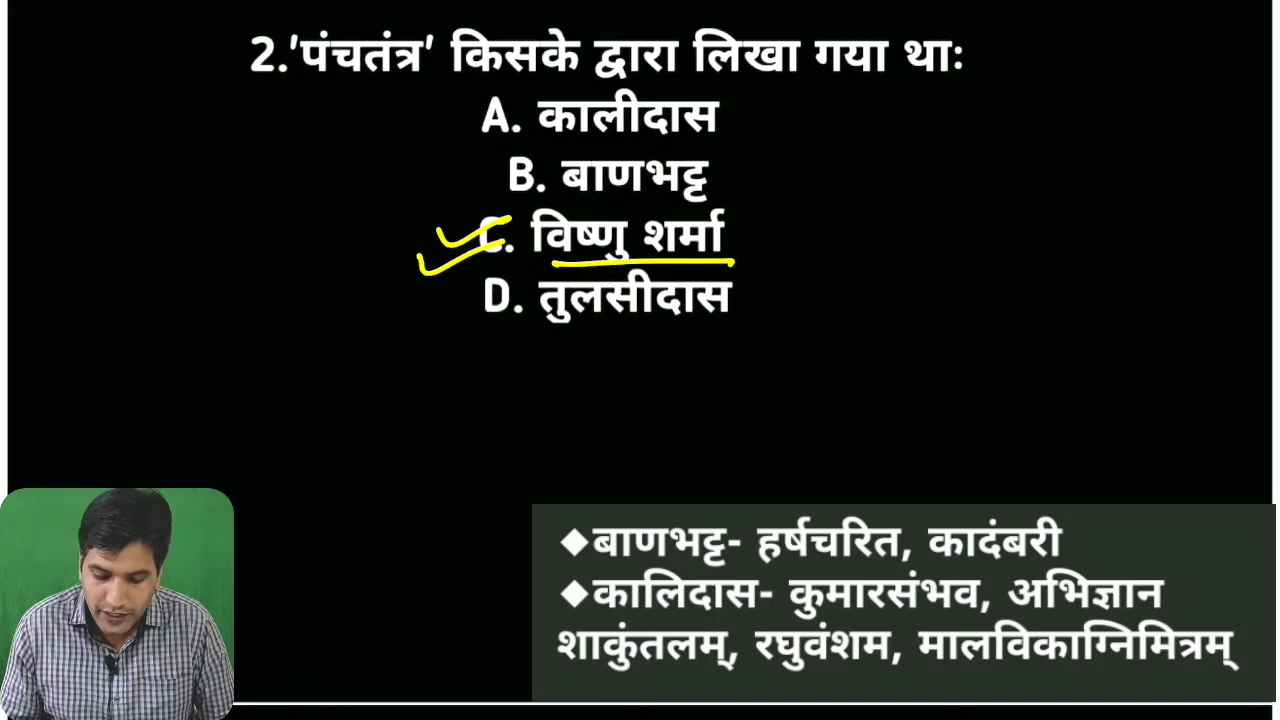 2.'पंचतंत्र' किसके द्वारा लिखा गया थाः
A. कालीदास
B. बाणभट्ट
C. विष्णु शर्मा
D. तुलसीदास
◆बाणभट्ट- हर्षचरित, कादंबरी
◆कालिदास- कुमारसंभव, अभिज्ञान
शाकुंतलम्, रघुवंशम, मालविकाग्निमित्रम्